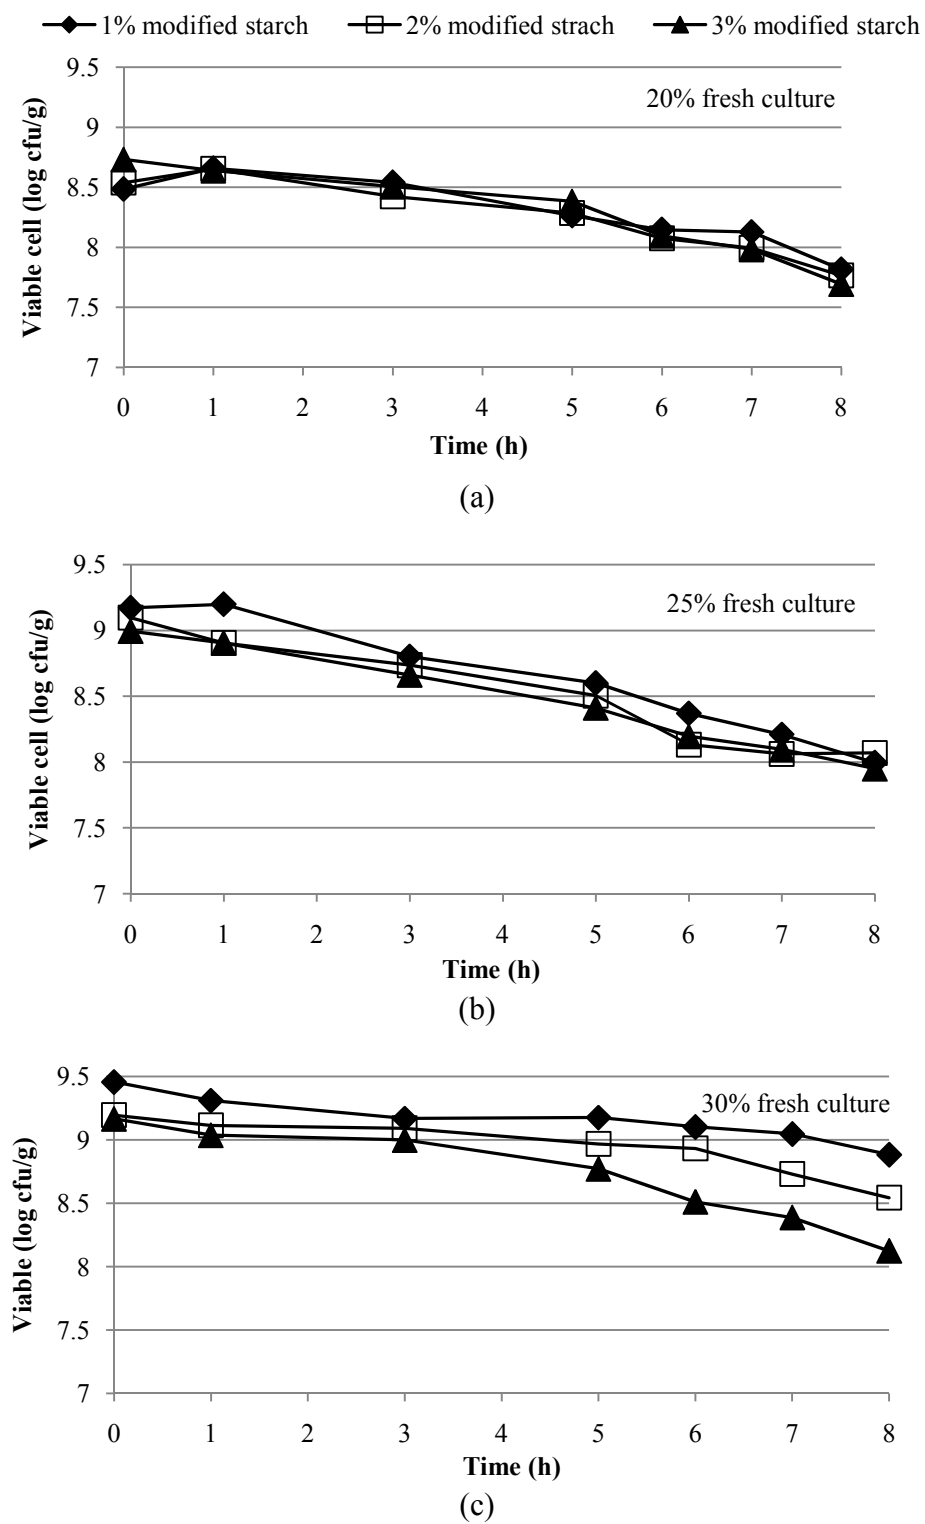 1% modified starch 2% modified strach 3% modified starch
9.5
20% fresh culture
9
8.5
8
7.5
7
Viable cell (log cfu/g)
0 1 2 3 4 5 6 7 8
Time (h)
(a)
9.5
25% fresh culture
9
8.5
8
7.5
7
Viable cell (log cfu/g)
0 1 2 3 4 5 6 7 8
Time (h)
(b)
9.5
30% fresh culture
9
8.5
8
7.5
7
Viable (log cfu/g)
0 1 2 3 4 5 6 7 8
Time (h)
(c)